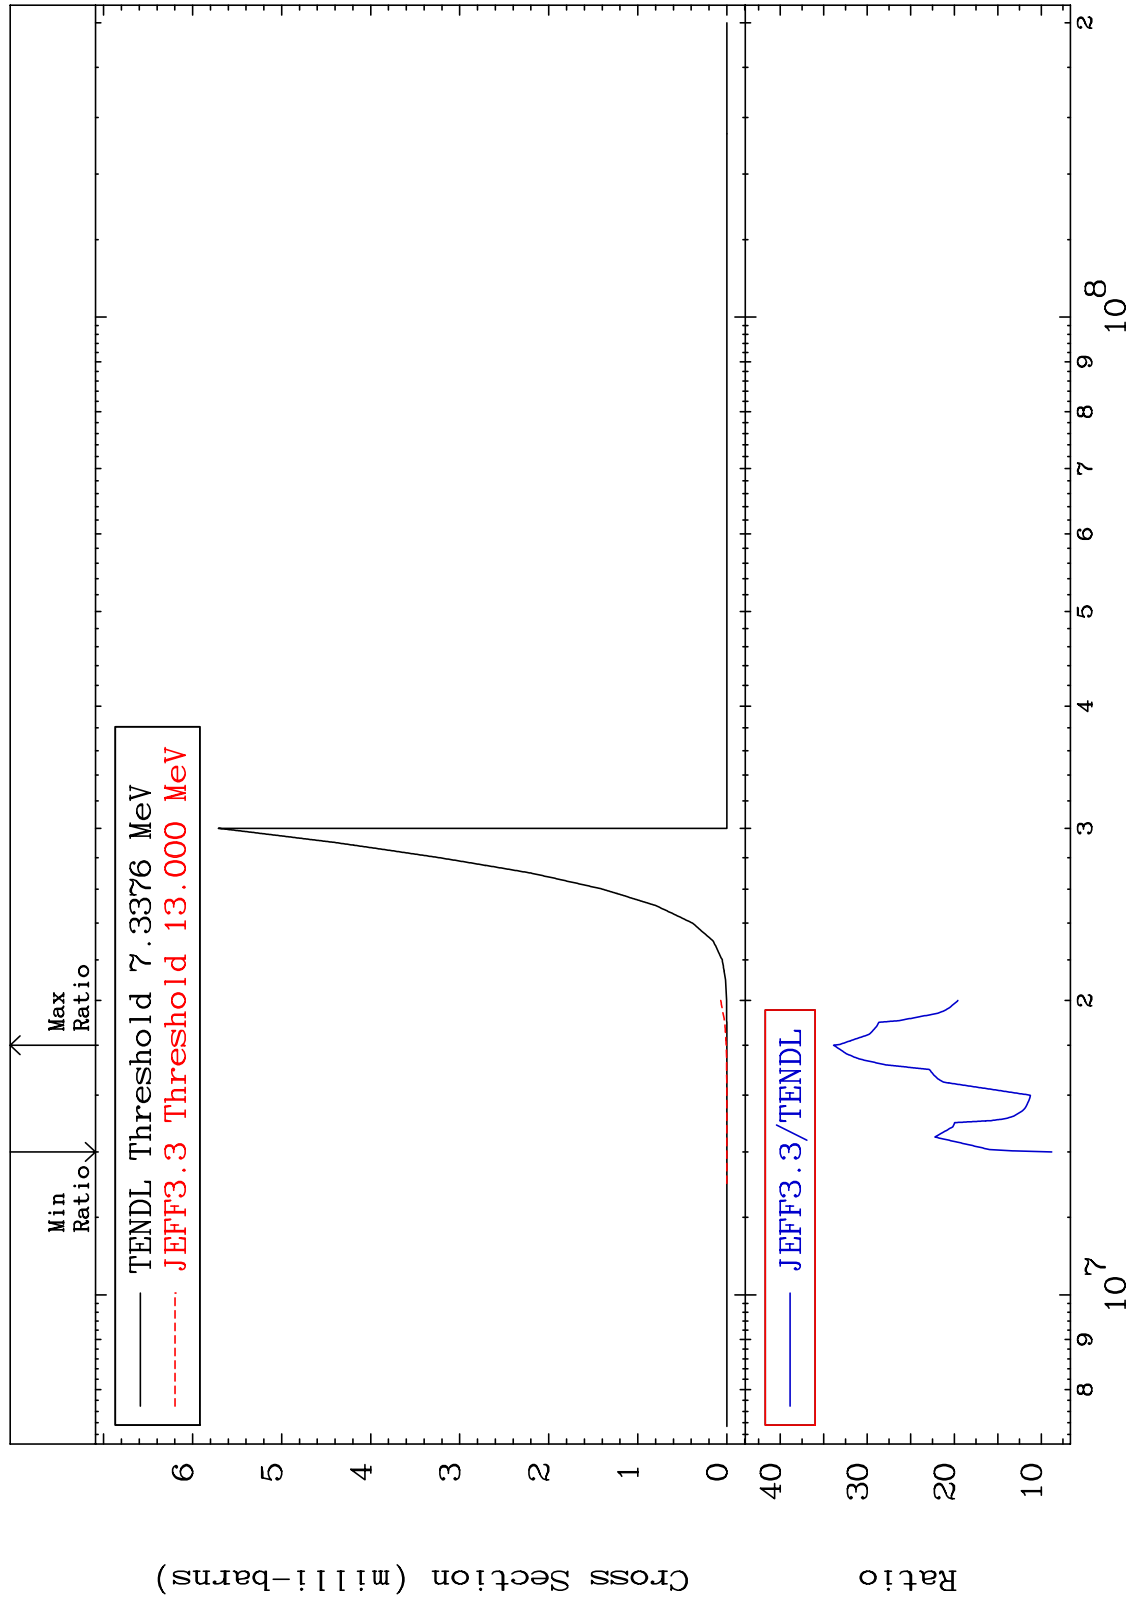 Min
Ratio
Max
Ratio
TENDL Threshold 7.3376 MeV
JEFF3.3 Threshold 13.000 MeV
Cross Section (milli-barns)
6
5
4
3
2
1
0
JEFF3.3/TENDL
Ratio
40
30
20
10
8 9 10^7 2 3 4 5 6 7 8 9 10^8 2